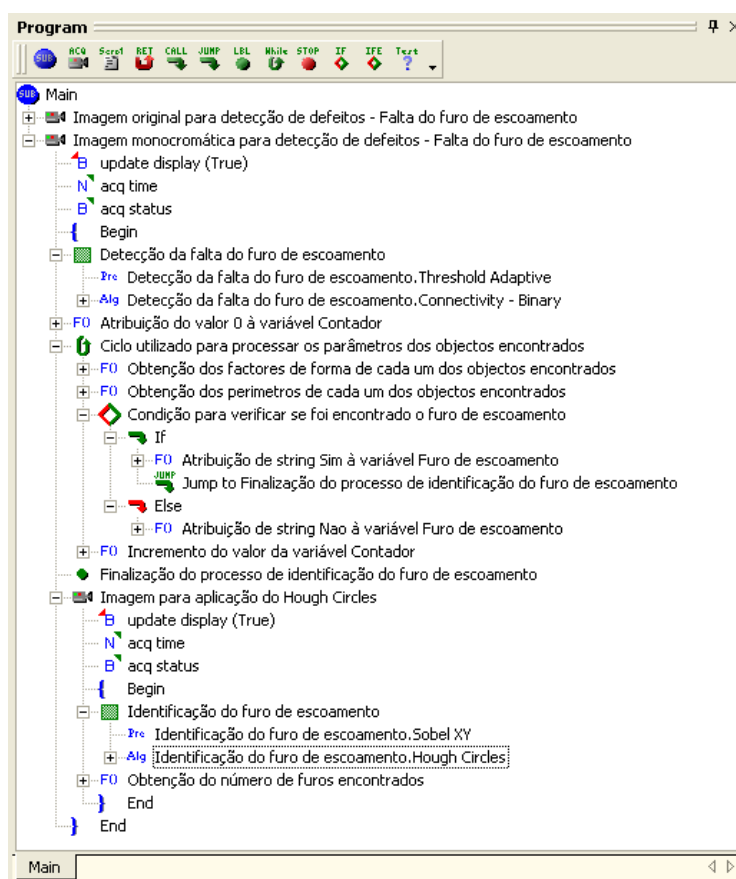 Program
SUB ACQ Scrpt RET CALL JUMP LBL While STOP IF IFE Test
SUB Main
Imagem original para detecção de defeitos - Falta do furo de escoamento
Imagem monocromática para detecção de defeitos - Falta do furo de escoamento
B update display (True)
N acq time
B acq status
{ Begin
Detecção da falta do furo de escoamento
Pre Detecção da falta do furo de escoamento.Threshold Adaptive
Alg Detecção da falta do furo de escoamento.Connectivity - Binary
F() Atribuição do valor 0 à variável Contador
Ciclo utilizado para processar os parâmetros dos objectos encontrados
F() Obtenção dos factores de forma de cada um dos objectos encontrados
F() Obtenção dos perimetros de cada um dos objectos encontrados
Condição para verificar se foi encontrado o furo de escoamento
If
F() Atribuição de string Sim à variável Furo de escoamento
JUMP Jump to Finalização do processo de identificação do furo de escoamento
Else
F() Atribuição de string Nao à variável Furo de escoamento
F() Incremento do valor da variável Contador
Finalização do processo de identificação do furo de escoamento
Imagem para aplicação do Hough Circles
B update display (True)
N acq time
B acq status
{ Begin
Identificação do furo de escoamento
Pre Identificação do furo de escoamento.Sobel XY
Alg Identificação do furo de escoamento.Hough Circles
F() Obtenção do número de furos encontrados
} End
} End
Main